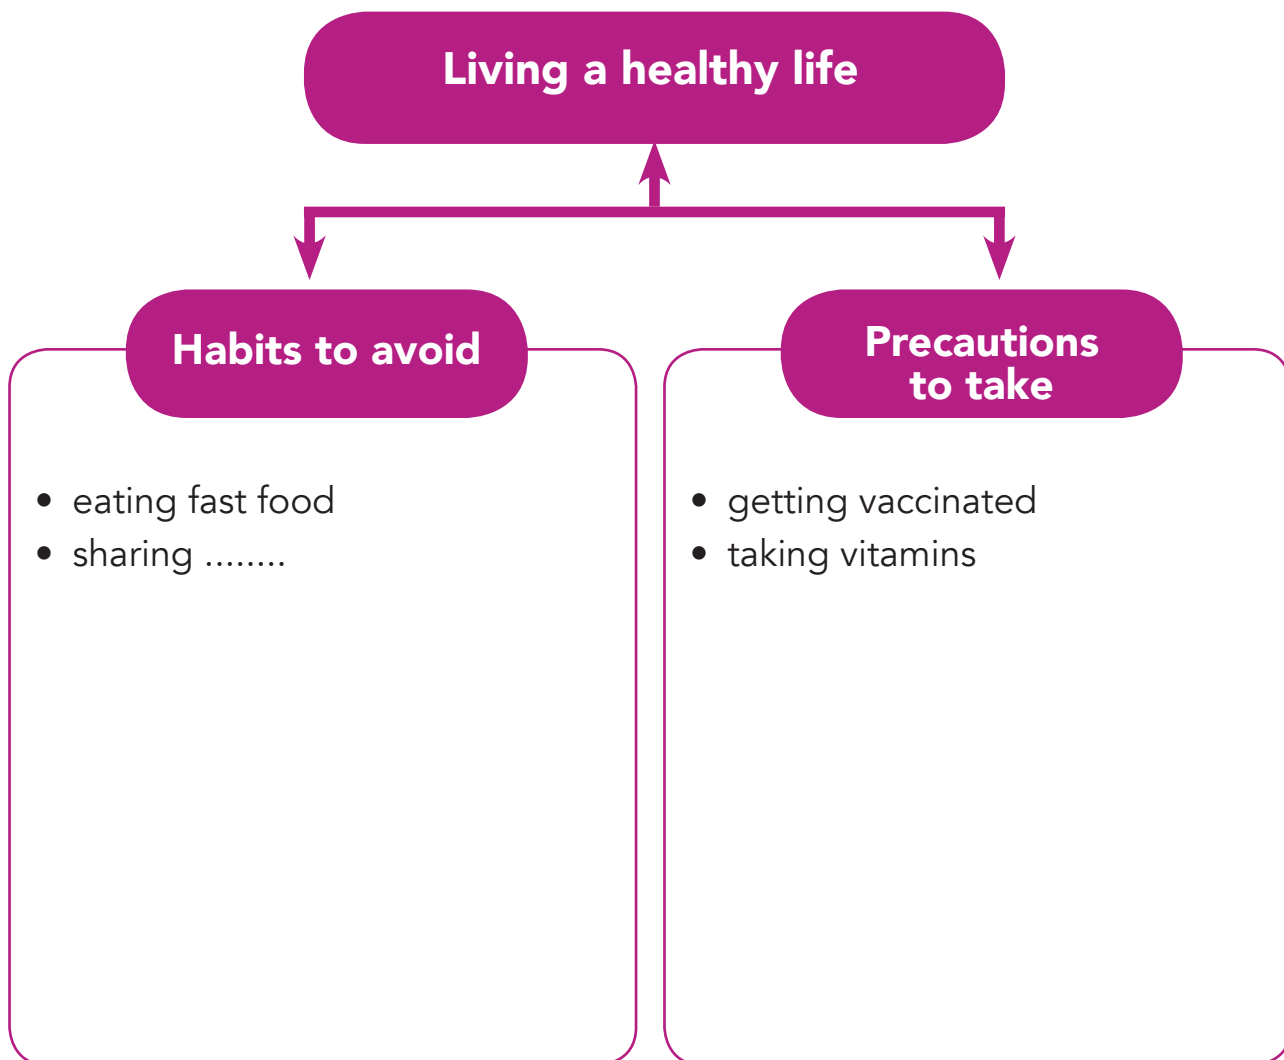 Living a healthy life
Habits to avoid
• eating fast food
• sharing ........
Precautions
to take
• getting vaccinated
• taking vitamins